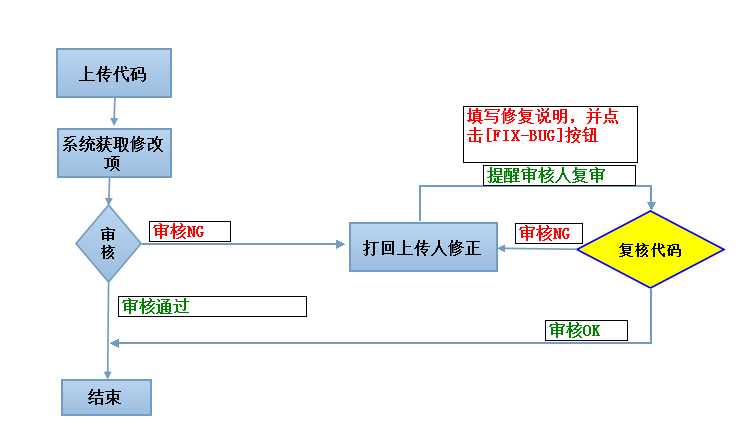 上传代码
填写修复说明，并点
击[FIX-BUG]按钮
系统获取修改
项
提醒审核人复审
审
核
审核NG
打回上传人修正
审核NG
复核代码
审核通过
审核OK
结束